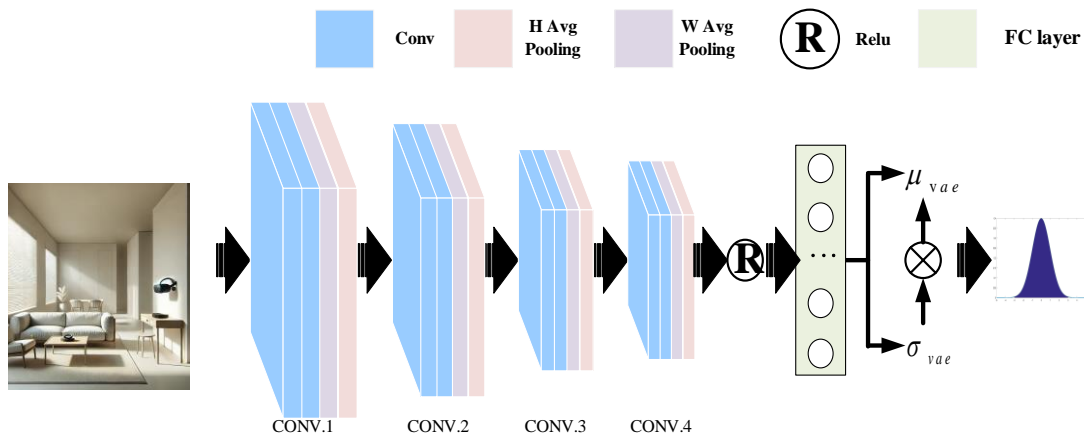 Conv
H Avg
Pooling
W Avg
Pooling
R
Relu
FC layer
R
...
μ vae
σ vae
CONV.1
CONV.2
CONV.3
CONV.4